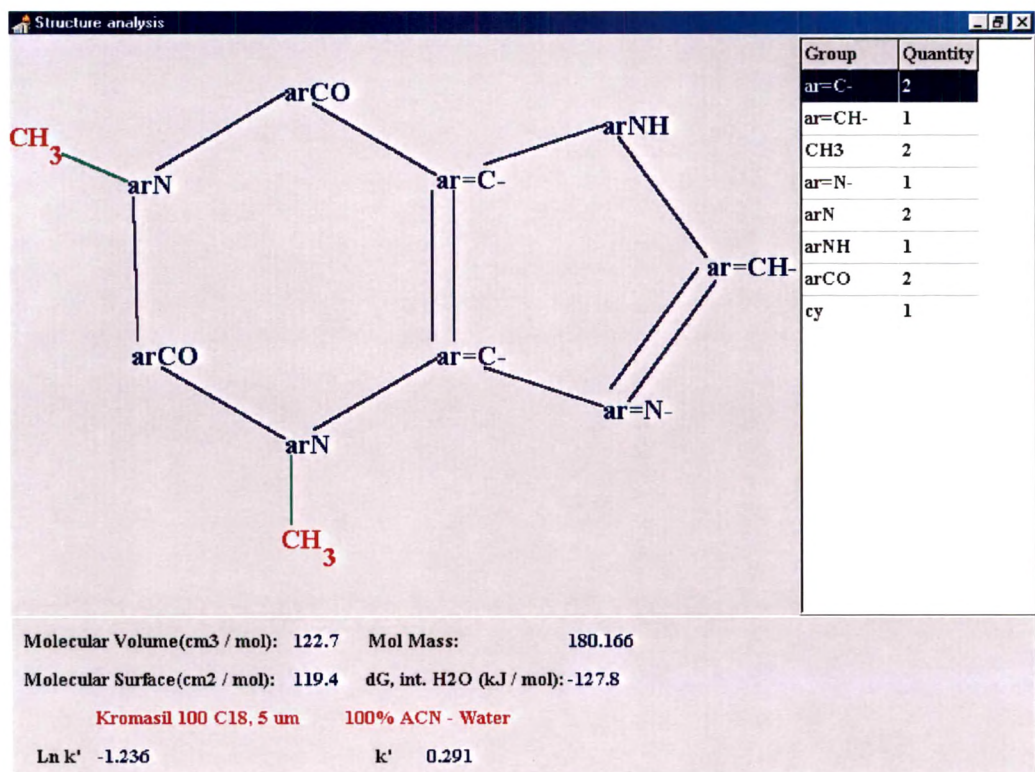 Structure analysis
arCO
CH3
arN
ar=C-
arNH
ar=CH-
arCO
ar=C-
ar=N-
arN
CH3
Group Quantity
ar=C- 2
ar=CH- 1
CH3 2
ar=N- 1
arN 2
arNH 1
arCO 2
cy 1
Molecular Volume(cm3 / mol): 122.7 Mol Mass: 180.166
Molecular Surface(cm2 / mol): 119.4 dG, int. H2O (kJ / mol): -127.8
Kromasil 100 C18, 5 um 100% ACN - Water
Ln k' -1.236 k' 0.291